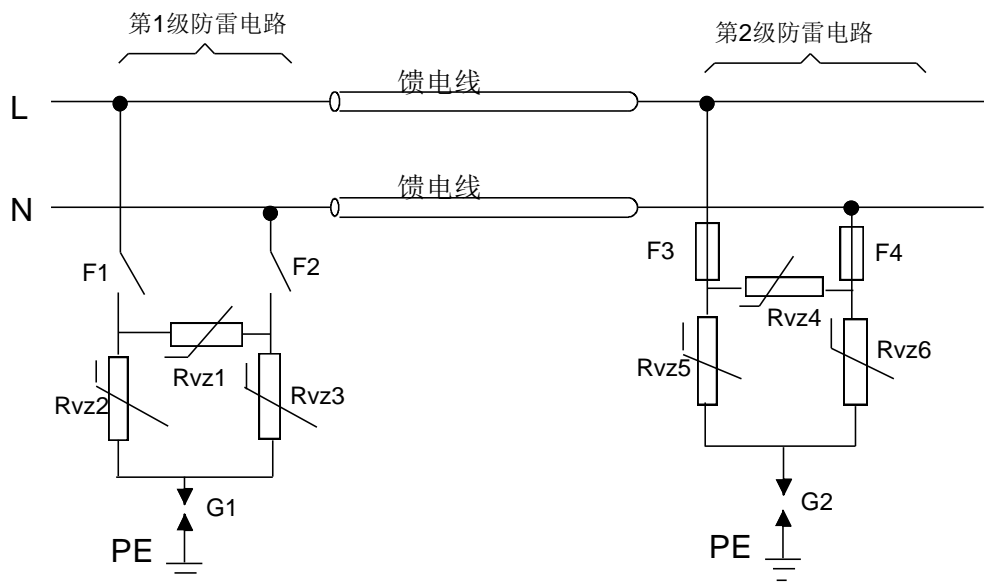 第1级防雷电路
第2级防雷电路
L
馈电线
N
馈电线
F1
F2
F3
F4
Rvz1
Rvz2
Rvz3
Rvz4
Rvz5
Rvz6
G1
G2
PE
PE